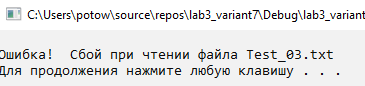 C:\Users\potow\source\repos\lab3_variant7\Debug\lab3_variant
Ошибка!  Сбой при чтении файла Test_03.txt
Для продолжения нажмите любую клавишу . . .